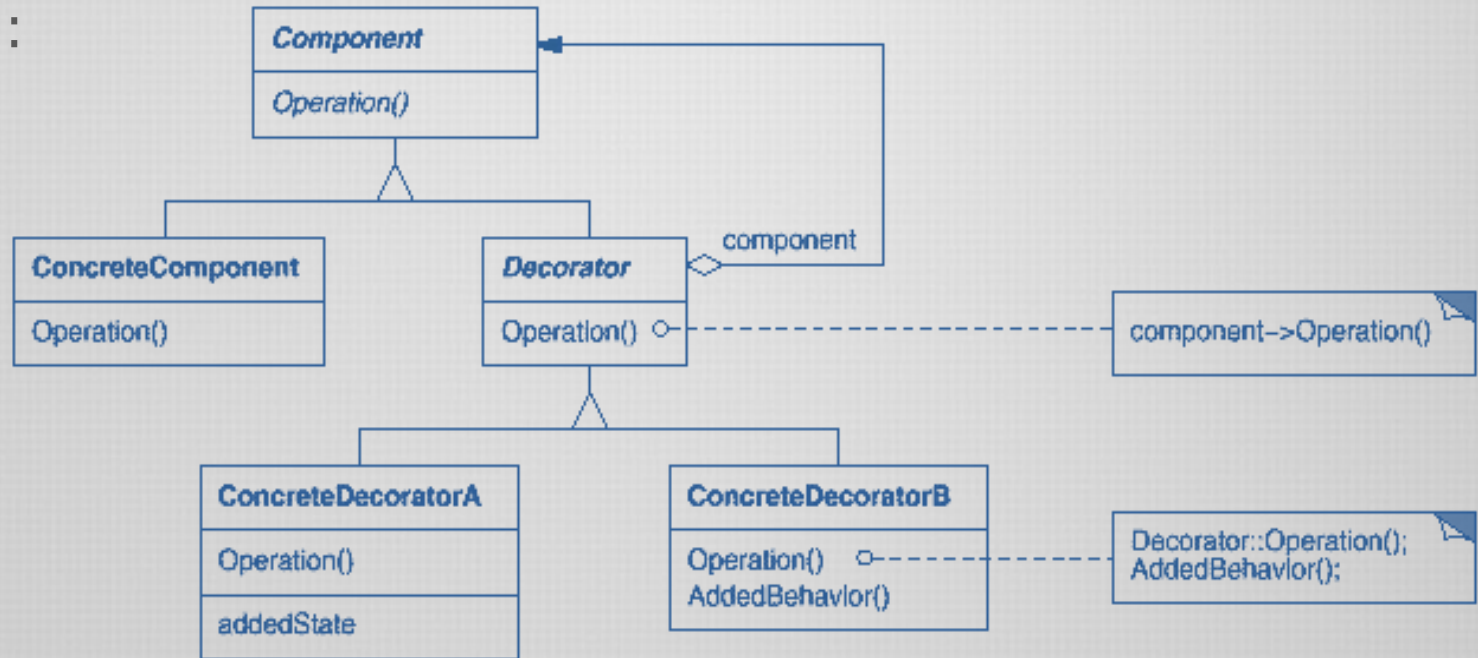 :
Component
Operation()
component
ConcreteComponent
Operation()
Decorator
Operation()
component->Operation()
ConcreteDecoratorA
Operation()
addedState
ConcreteDecoratorB
Operation()
AddedBehavior()
Decorator::Operation();
AddedBehavior();